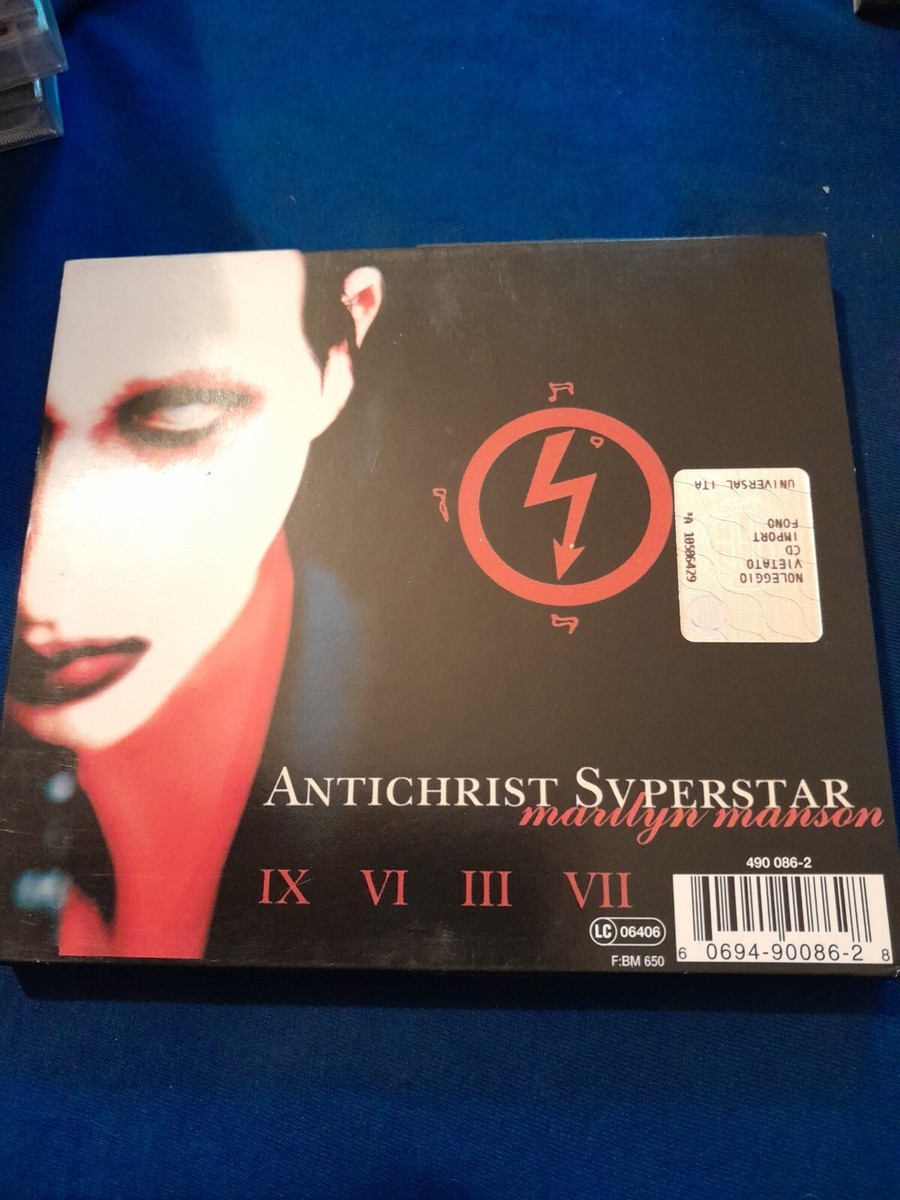 UNIVERSAL ITA
*A 10506429
FONO
IMPORT
CD
VIETATO
NOLEGGIO
ANTICHRIST SVPERSTAR
marilyn manson
IX VI III VII
490 086-2
LC 06406
F:BM 650
6 0694-90086-2 8